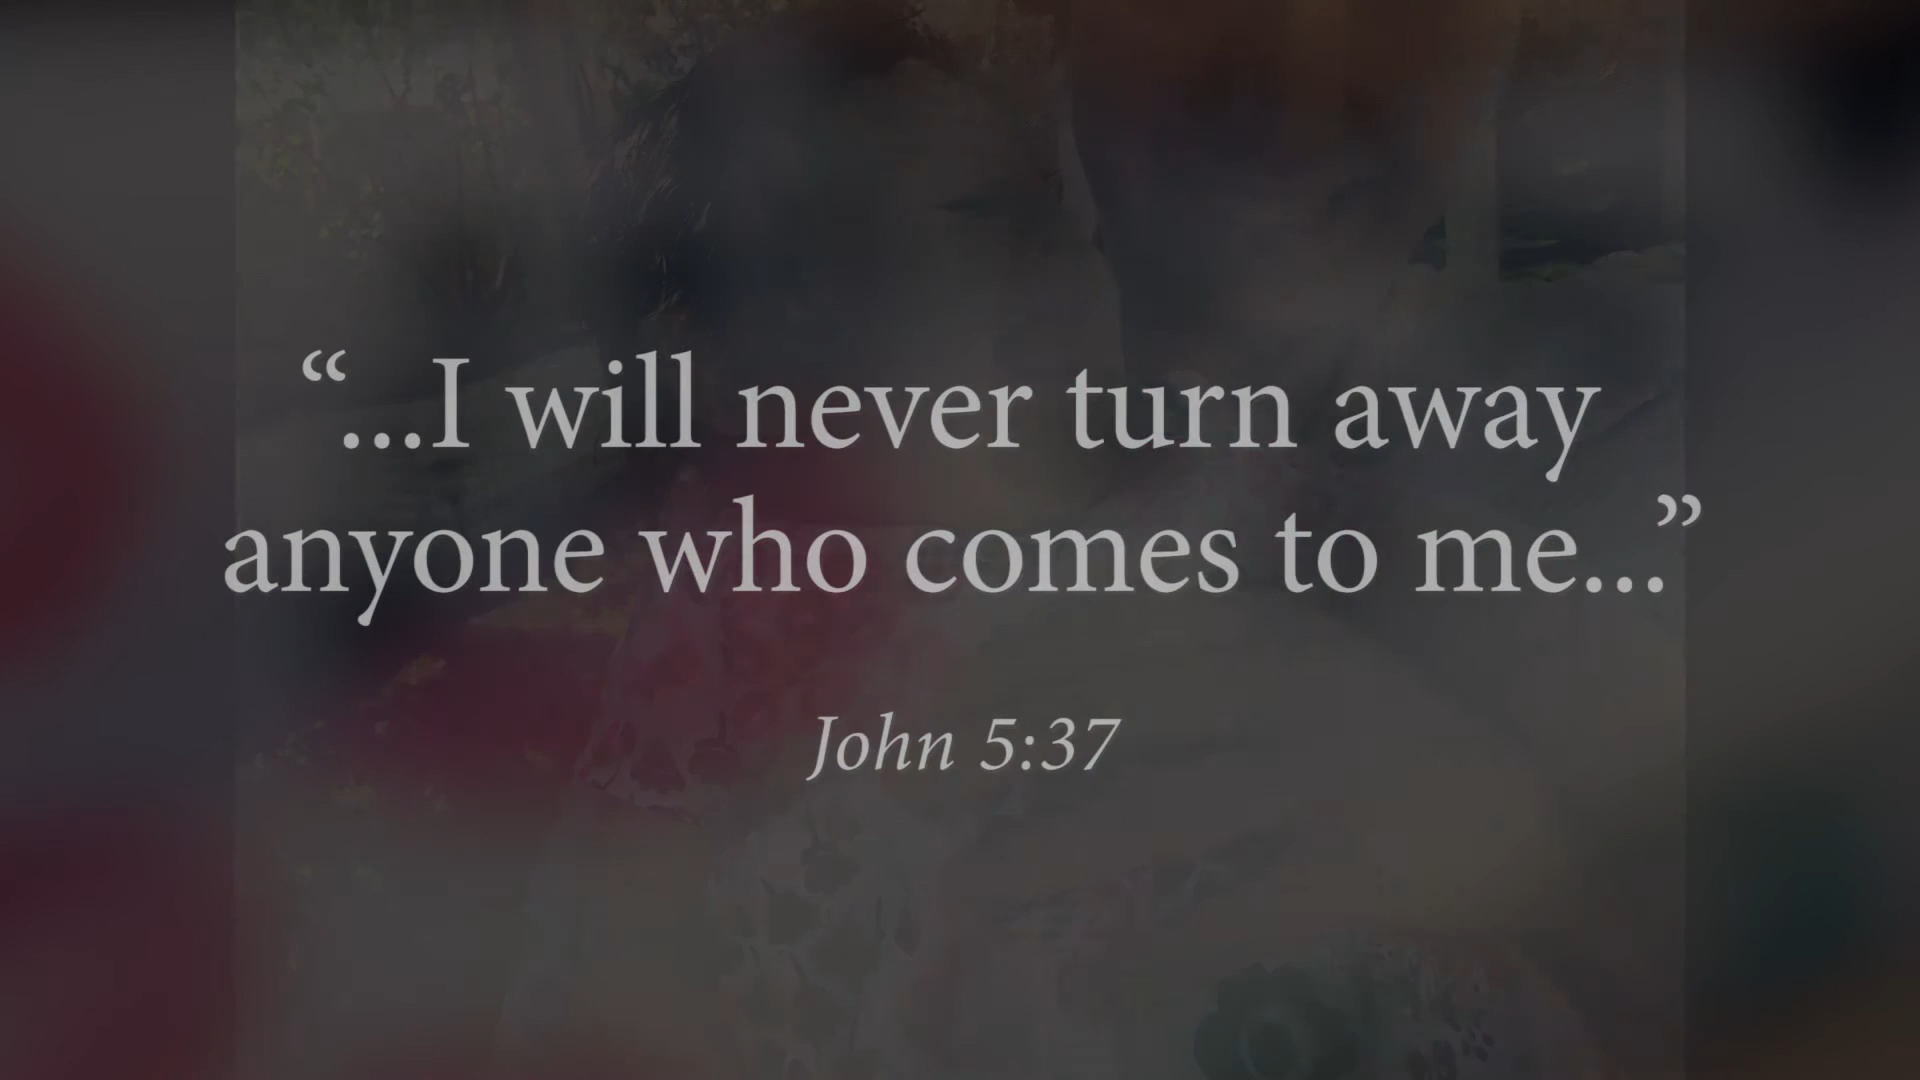 “...I will never turn away
anyone who comes to me...”
John 5:37